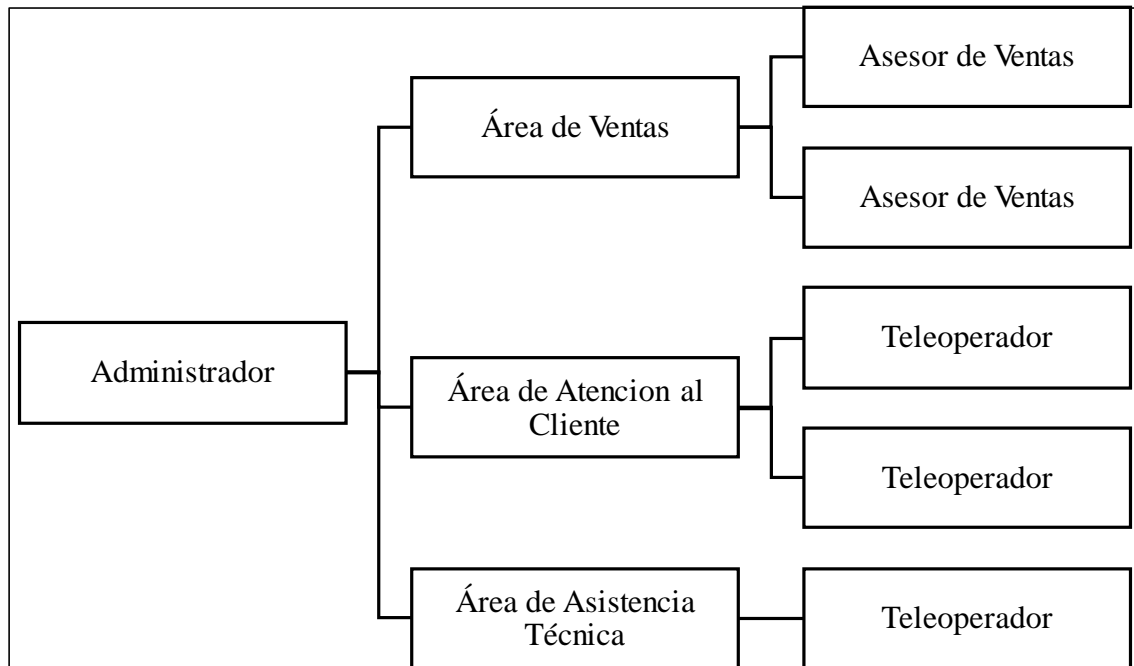 Administrador
Área de Ventas
Asesor de Ventas
Asesor de Ventas
Área de Atencion al
Cliente
Teleoperador
Teleoperador
Área de Asistencia
Técnica
Teleoperador